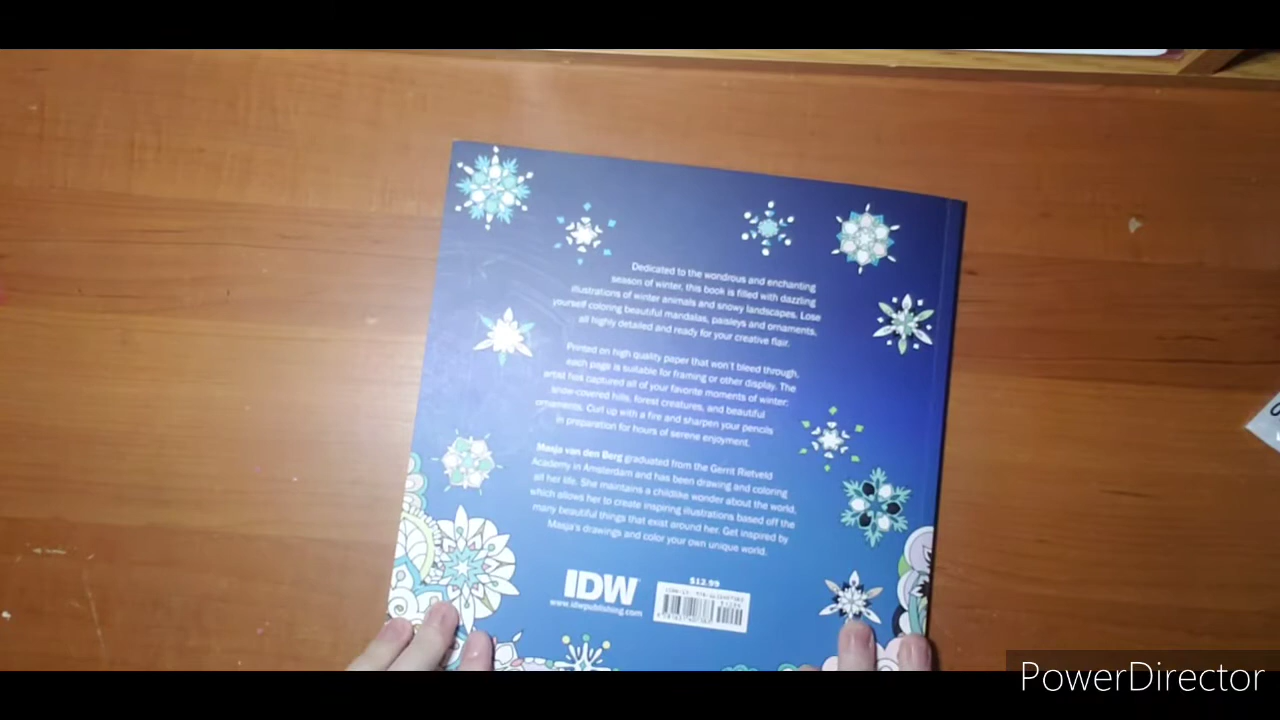 Dedicated to the wondrous and enchanting
season of winter, this book is filled with dazzling
illustrations of winter animals and snowy landscapes. Lose
yourself coloring beautiful mandalas, paisleys and ornaments,
all highly detailed and ready for your creative flair.
Printed on high quality paper that won't bleed through,
each page is suitable for framing or other display. The
artist has captured all of your favorite moments of winter:
snow-covered hills, forest creatures, and beautiful
ornaments. Curl up with a fire and sharpen your pencils
in preparation for hours of serene enjoyment.
Masja van den Berg graduated from the Gerrit Rietveld
Academy in Amsterdam and has been drawing and coloring
all her life. She maintains a childlike wonder about the world,
which allows her to create inspiring illustrations based off the
many beautiful things that exist around her. Get inspired by
Masja's drawings and color your own unique world.
IDW
www.idwpublishing.com
$12.99
PowerDirector